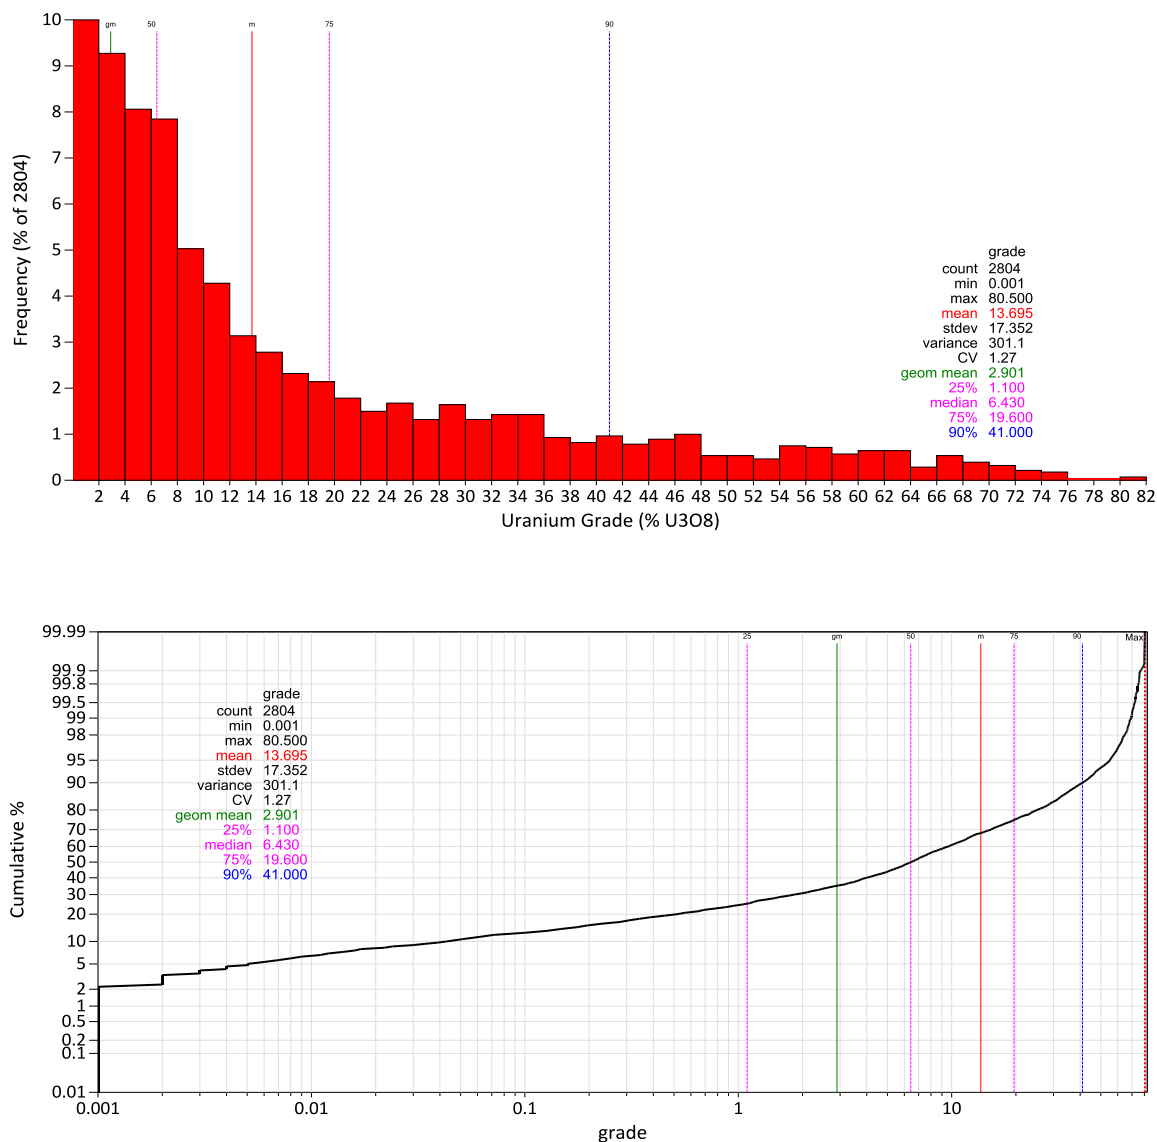 10
9
8
7
6
5
4
3
2
1
0
Frequency (% of 2804)
gm 50 m 75 90
grade
count 2804
min 0.001
max 80.500
mean 13.695
stdev 17.352
variance 301.1
CV 1.27
geom mean 2.901
25% 1.100
median 6.430
75% 19.600
90% 41.000
2 4 6 8 10 12 14 16 18 20 22 24 26 28 30 32 34 36 38 40 42 44 46 48 50 52 54 56 58 60 62 64 66 68 70 72 74 76 78 80 82
Uranium Grade (% U3O8)
99.99
99.9
99.8
99.5
99
98
95
90
80
70
60
50
40
30
20
10
5
2
1
0.5
0.2
0.1
0.01
Cumulative %
25 gm 50 m 75 90 Max
grade
count 2804
min 0.001
max 80.500
mean 13.695
stdev 17.352
variance 301.1
CV 1.27
geom mean 2.901
25% 1.100
median 6.430
75% 19.600
90% 41.000
0.001 0.01 0.1 1 10
grade